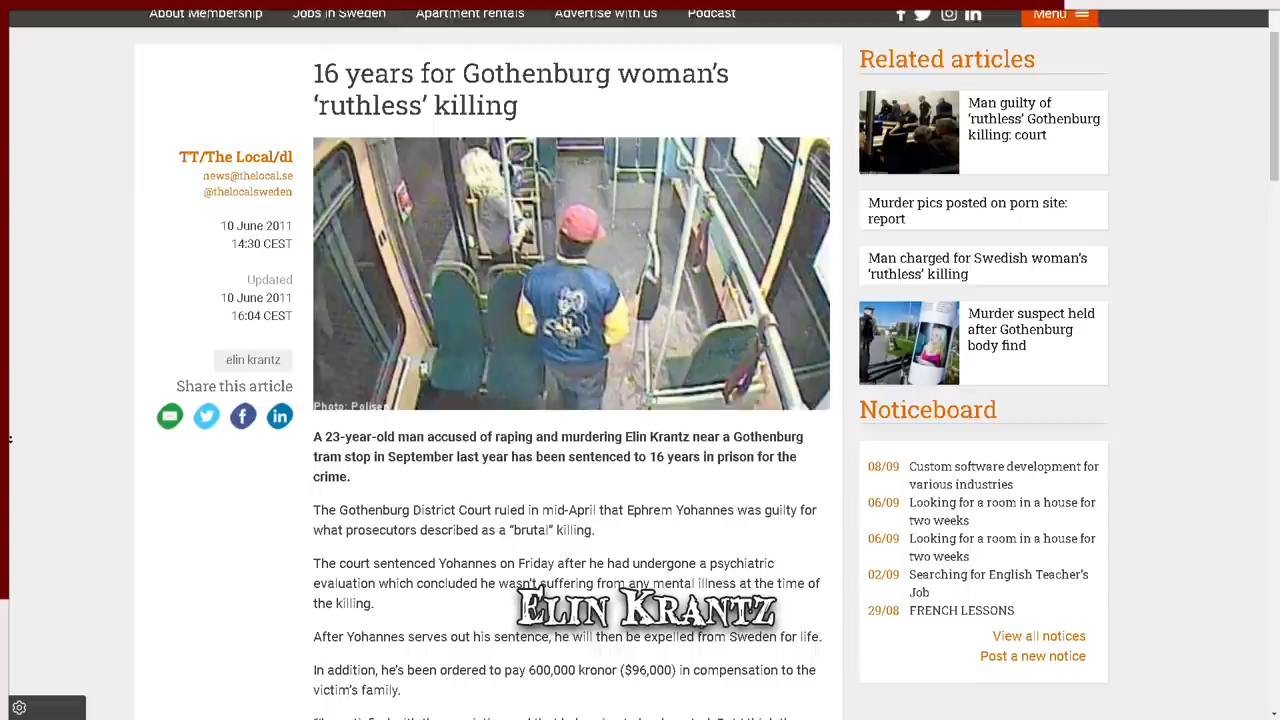 About Membership Jobs in Sweden Apartment rentals Advertise with us Podcast
Menu
16 years for Gothenburg woman's
'ruthless' killing
TT/The Local/dl
news@thelocal.se
@thelocalsweden
10 June 2011
14:30 CEST
Updated
10 June 2011
16:04 CEST
elin krantz
Share this article
Photo: Polisen
A 23-year-old man accused of raping and murdering Elin Krantz near a Gothenburg
tram stop in September last year has been sentenced to 16 years in prison for the
crime.
The Gothenburg District Court ruled in mid-April that Ephrem Yohannes was guilty for
what prosecutors described as a “brutal” killing.
The court sentenced Yohannes on Friday after he had undergone a psychiatric
evaluation which concluded he wasn't suffering from any mental illness at the time of
the killing.
Elin Krantz
After Yohannes serves out his sentence, he will then be expelled from Sweden for life.
In addition, he's been ordered to pay 600,000 kronor ($96,000) in compensation to the
victim's family.
Related articles
Man guilty of
‘ruthless’ Gothenburg
killing: court
Murder pics posted on porn site:
report
Man charged for Swedish woman's
‘ruthless’ killing
Murder suspect held
after Gothenburg
body find
Noticeboard
08/09 Custom software development for
various industries
06/09 Looking for a room in a house for
two weeks
06/09 Looking for a room in a house for
two weeks
02/09 Searching for English Teacher's
Job
29/08 FRENCH LESSONS
View all notices
Post a new notice